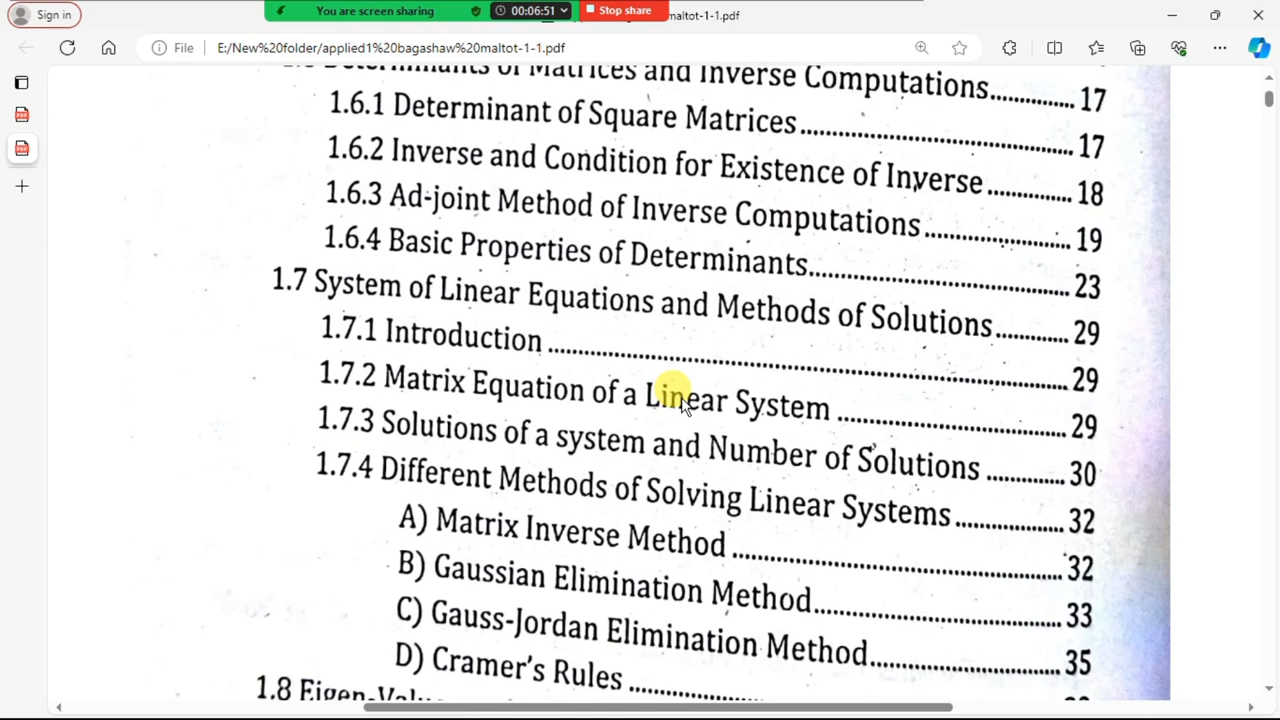 Sign in
You are screen sharing
00:06:51
Stop share
maltot-1-1.pdf
File
E:/New%20folder/applied1%20bagashaw%20maltot-1-1.pdf
Determinants of Matrices and Inverse Computations............... 17
1.6.1 Determinant of Square Matrices ............................................... 17
1.6.2 Inverse and Condition for Existence of Inverse .............. 18
1.6.3 Ad-joint Method of Inverse Computations ........................ 19
1.6.4 Basic Properties of Determinants............................................. 23
1.7 System of Linear Equations and Methods of Solutions ............ 29
1.7.1 Introduction ............................................................................... 29
1.7.2 Matrix Equation of a Linear System ...................................... 29
1.7.3 Solutions of a system and Number of Solutions ............. 30
1.7.4 Different Methods of Solving Linear Systems ................. 32
A) Matrix Inverse Method ....................................................... 32
B) Gaussian Elimination Method......................................... 33
C) Gauss-Jordan Elimination Method............................... 35
D) Cramer's Rules .....................
1.8 Eigen-Value